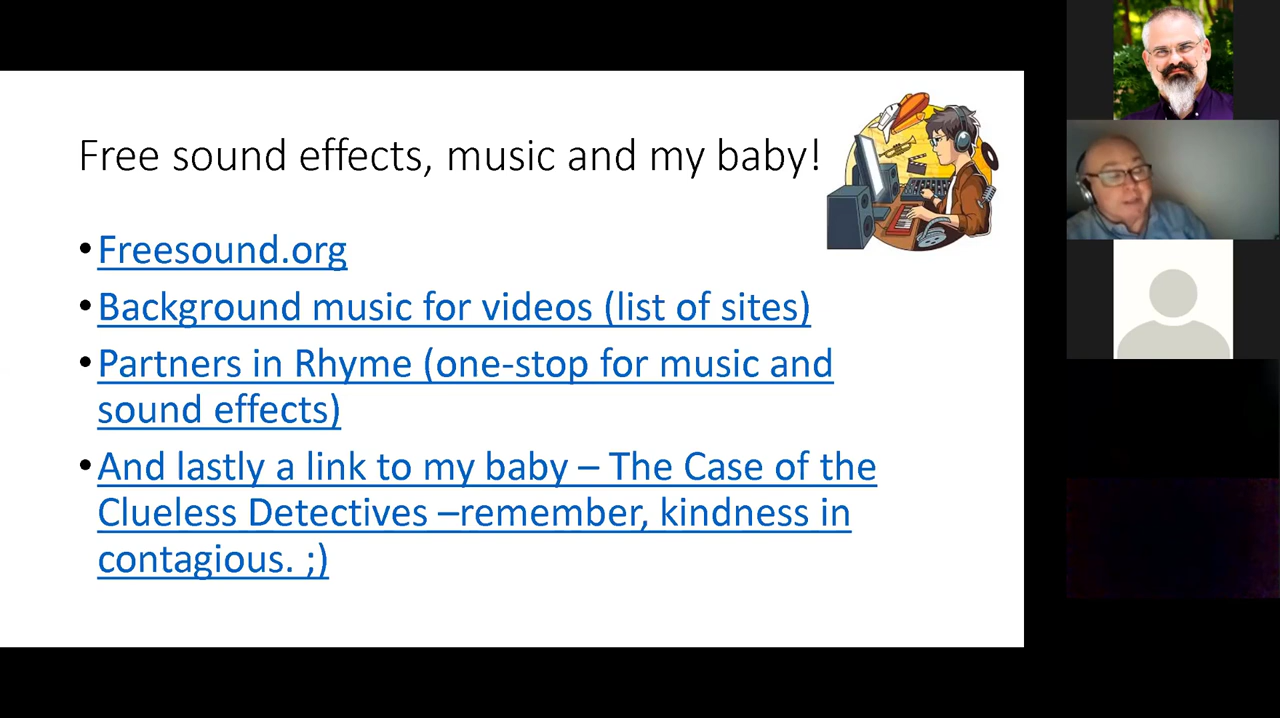 Free sound effects, music and my baby!
•Freesound.org
•Background music for videos (list of sites)
•Partners in Rhyme (one-stop for music and
sound effects)
•And lastly a link to my baby – The Case of the
Clueless Detectives –remember, kindness in
contagious. ;)